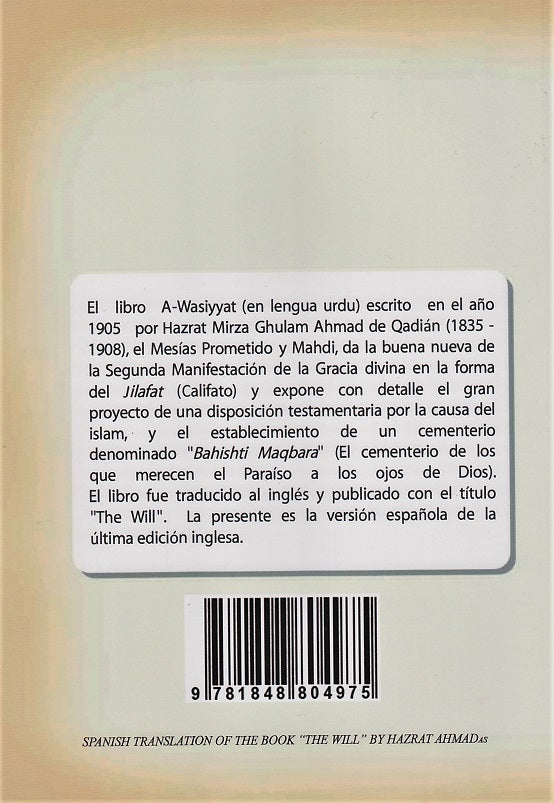 El libro A-Wasiyyat (en lengua urdu) escrito en el año
1905 por Hazrat Mirza Ghulam Ahmad de Qadián (1835 -
1908), el Mesías Prometido y Mahdi, da la buena nueva de
la Segunda Manifestación de la Gracia divina en la forma
del Jilafat (Califato) y expone con detalle el gran
proyecto de una disposición testamentaria por la causa del
islam, y el establecimiento de un cementerio
denominado "Bahishti Maqbara" (El cementerio de los
que merecen el Paraíso a los ojos de Dios).
El libro fue traducido al inglés y publicado con el título
"The Will". La presente es la versión española de la
última edición inglesa.
9 781848 804975
SPANISH TRANSLATION OF THE BOOK “THE WILL” BY HAZRAT AHMADAS